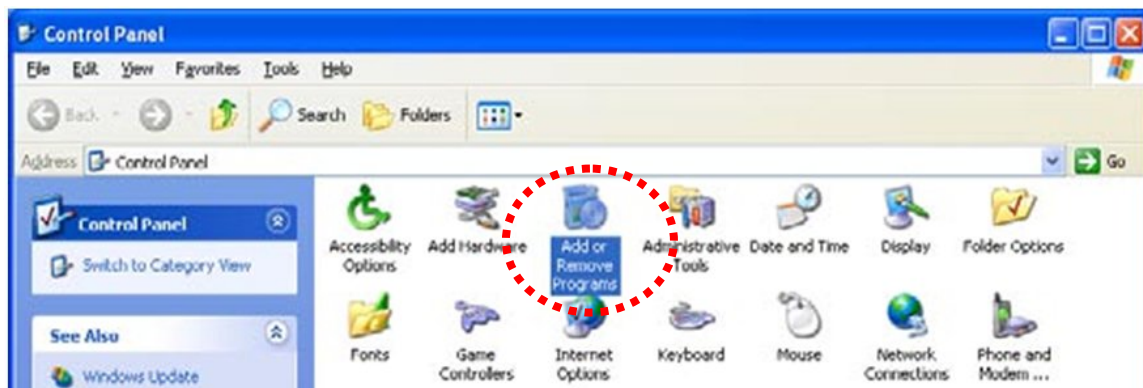 Control Panel
File Edit View Favorites Tools Help
Back Search Folders
Address Control Panel Go
Control Panel
Switch to Category View
See Also
Windows Update
Accessibility Options
Add Hardware
Add or Remove Programs
Administrative Tools
Date and Time
Display
Folder Options
Fonts
Game Controllers
Internet Options
Keyboard
Mouse
Network Connections
Phone and Modem ...